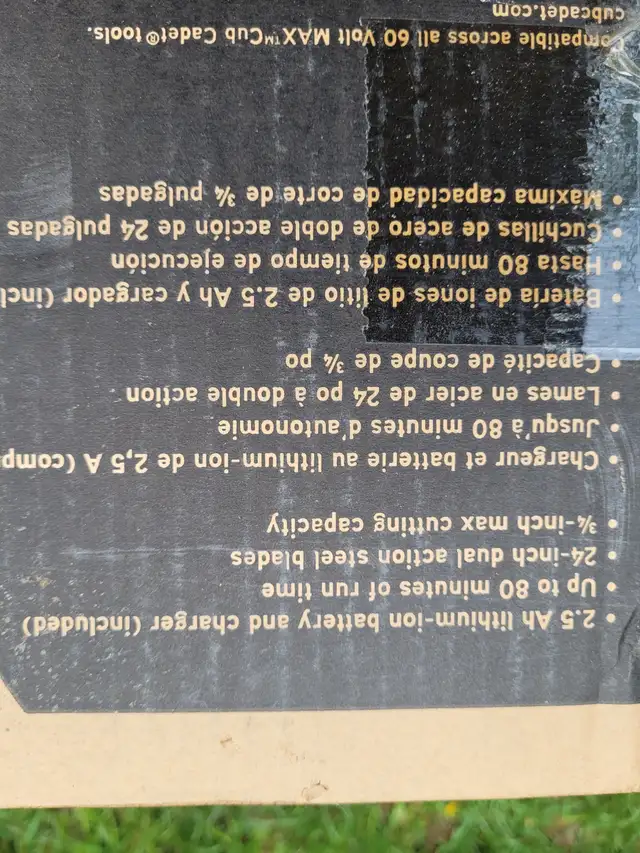 • 2.5 Ah lithium-ion battery and charger (included)
• Up to 80 minutes of run time
• 24-inch dual action steel blades
• ¾-inch max cutting capacity
• Chargeur et batterie au lithium-ion de 2,5 A (comp
• Jusqu'à 80 minutes d'autonomie
• Lames en acier de 24 po à double action
• Capacité de coupe de ¾ po
• Batería de iones de litio de 2.5 Ah y cargador (incl
• Hasta 80 minutos de tiempo de ejecución
• Cuchillas de acero de doble acción de 24 pulgadas
• Máxima capacidad de corte de ¾ pulgadas
Compatible across all 60 Volt MAX™ Cub Cadet® tools.
cubcadet.com